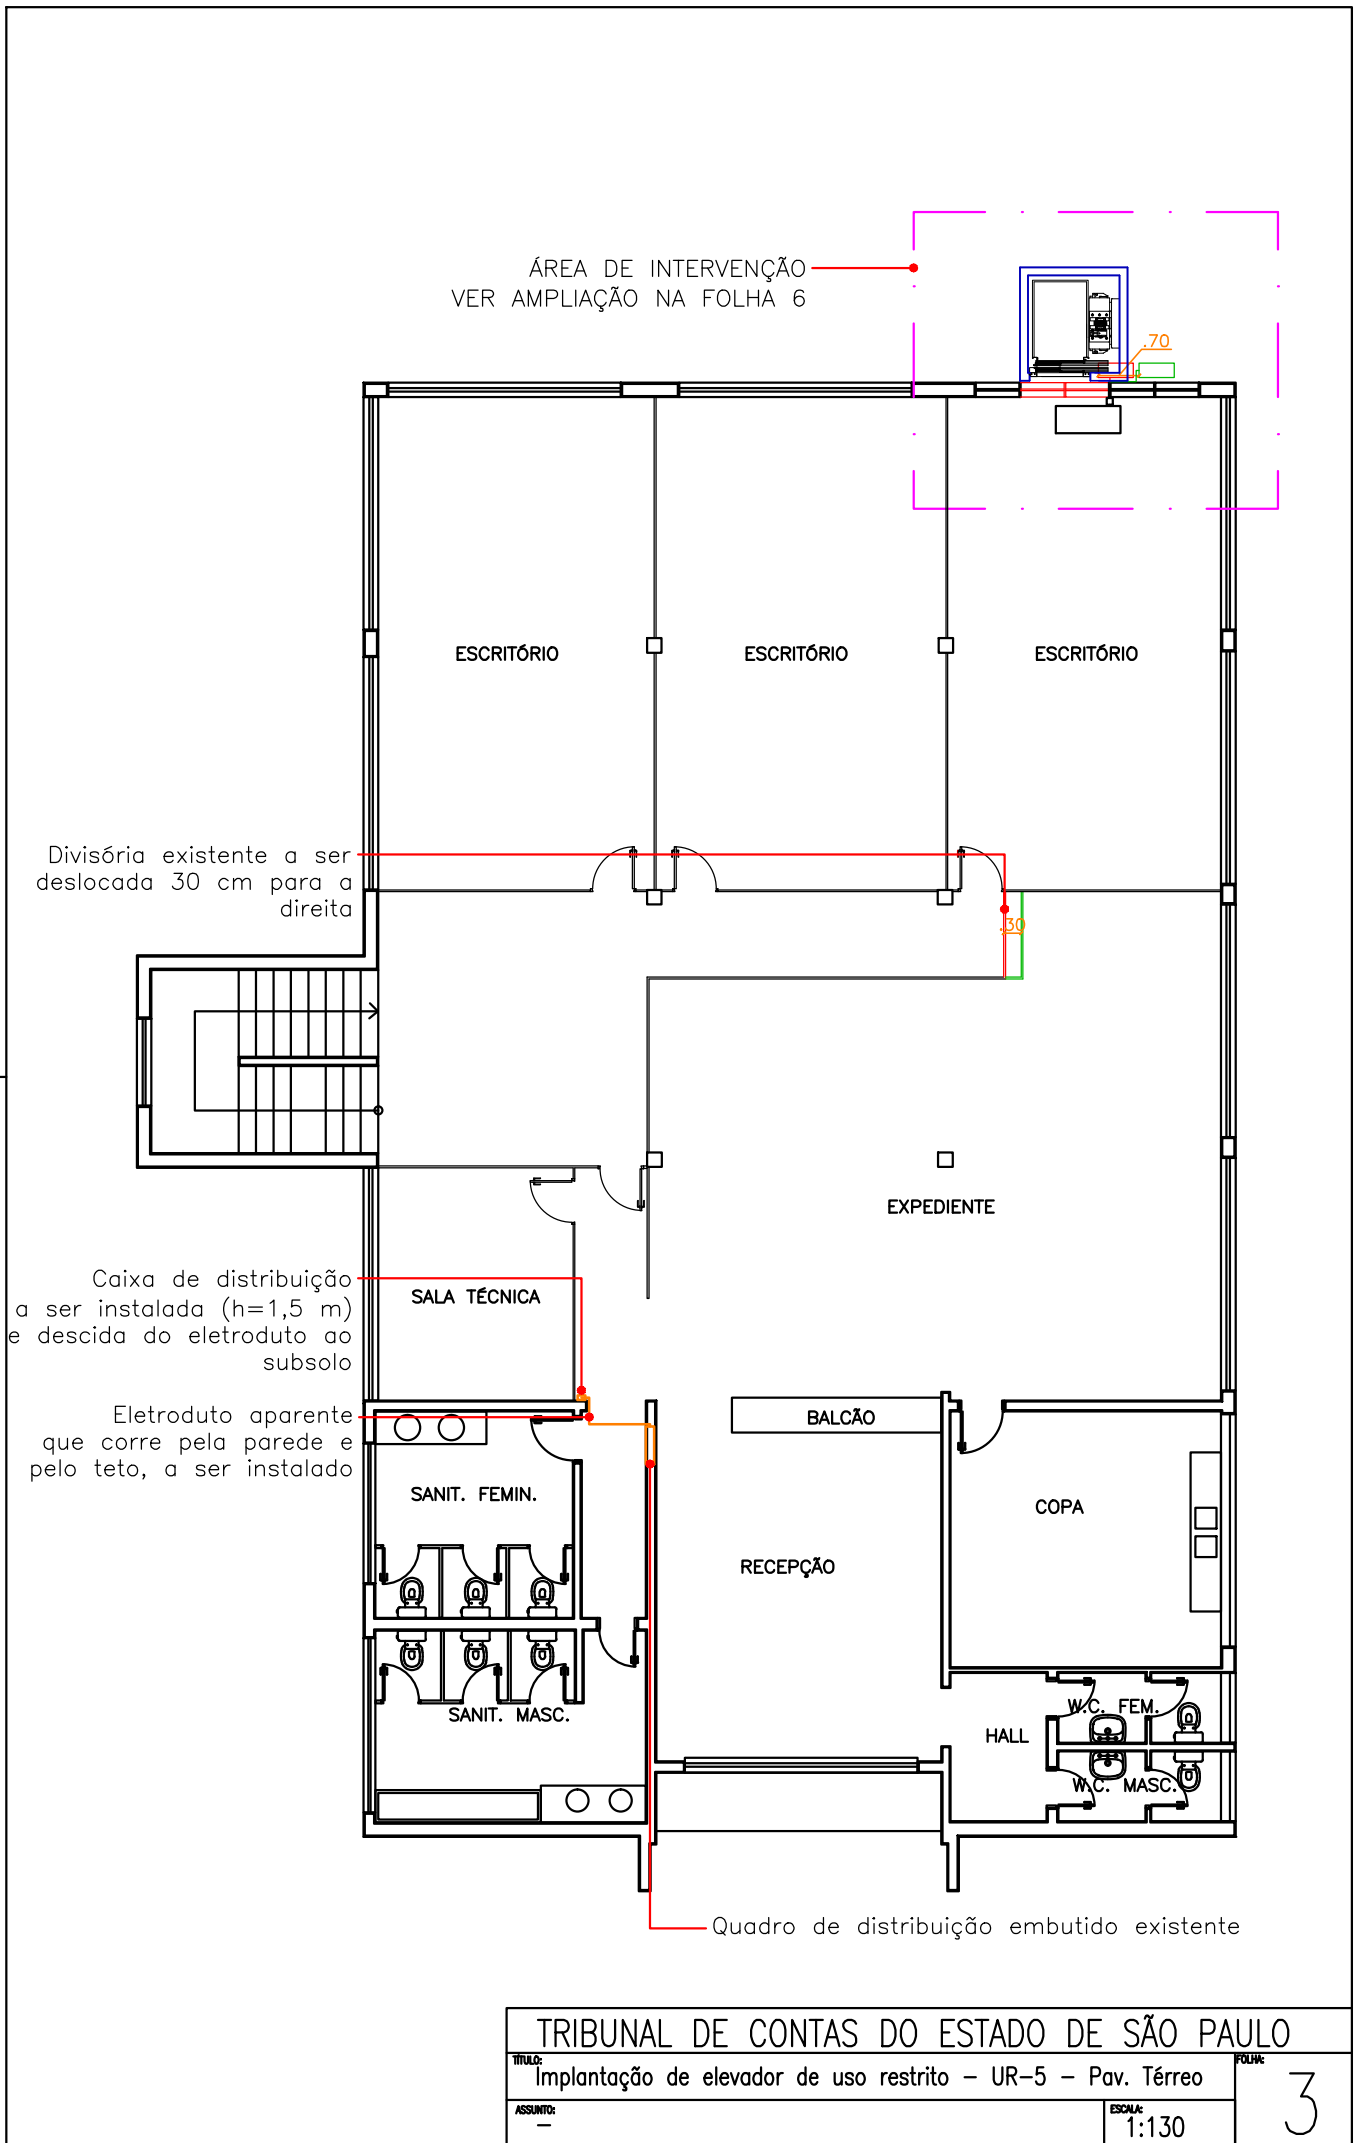 ÁREA DE INTERVENÇÃO
VER AMPLIAÇÃO NA FOLHA 6
.70
ESCRITÓRIO
ESCRITÓRIO
ESCRITÓRIO
Divisória existente a ser
deslocada 30 cm para a
direita
.30
EXPEDIENTE
Caixa de distribuição
a ser instalada (h=1,5 m)
e descida do eletroduto ao
subsolo
SALA TÉCNICA
Eletroduto aparente
que corre pela parede e
pelo teto, a ser instalado
BALCÃO
SANIT. FEMIN.
COPA
RECEPÇÃO
SANIT. MASC.
W.C. FEM.
HALL
W.C. MASC.
Quadro de distribuição embutido existente
TRIBUNAL DE CONTAS DO ESTADO DE SÃO PAULO
TÍTULO:
Implantação de elevador de uso restrito – UR–5 – Pav. Térreo
FOLHA:
3
ASSUNTO:
–
ESCALA:
1:130